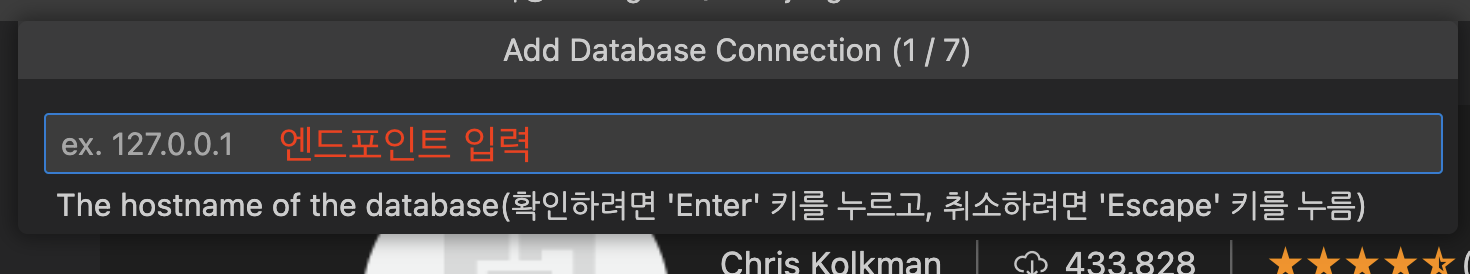 Add Database Connection (1 / 7)
ex. 127.0.0.1 엔드포인트 입력
The hostname of the database(확인하려면 'Enter' 키를 누르고, 취소하려면 'Escape' 키를 누름)
Chris Kolkman 433,828